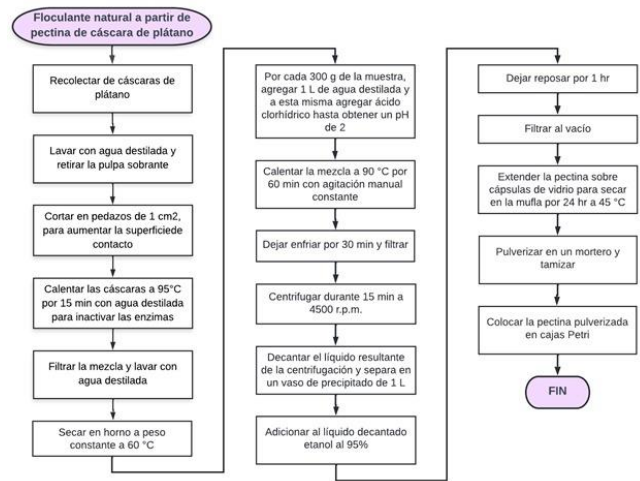 Floculante natural a partir de
pectina de cáscara de plátano
Recolectar de cáscaras de
plátano
Lavar con agua destilada y
retirar la pulpa sobrante
Cortar en pedazos de 1 cm2,
para aumentar la superficiede
contacto
Calentar las cáscaras a 95°C
por 15 min con agua destilada
para inactivar las enzimas
Filtrar la mezcla y lavar con
agua destilada
Secar en horno a peso
constante a 60 °C
Por cada 300 g de la muestra,
agregar 1 L de agua destilada y
a esta misma agregar ácido
clorhídrico hasta obtener un pH
de 2
Calentar la mezcla a 90 °C por
60 min con agitación manual
constante
Dejar enfriar por 30 min y filtrar
Centrifugar durante 15 min a
4500 r.p.m.
Decantar el líquido resultante
de la centrifugación y separa en
un vaso de precipitado de 1 L
Adicionar al líquido decantado
etanol al 95%
Dejar reposar por 1 hr
Filtrar al vacío
Extender la pectina sobre
cápsulas de vidrio para secar
en la mufla por 24 hr a 45 °C
Pulverizar en un mortero y
tamizar
Colocar la pectina pulverizada
en cajas Petri
FIN